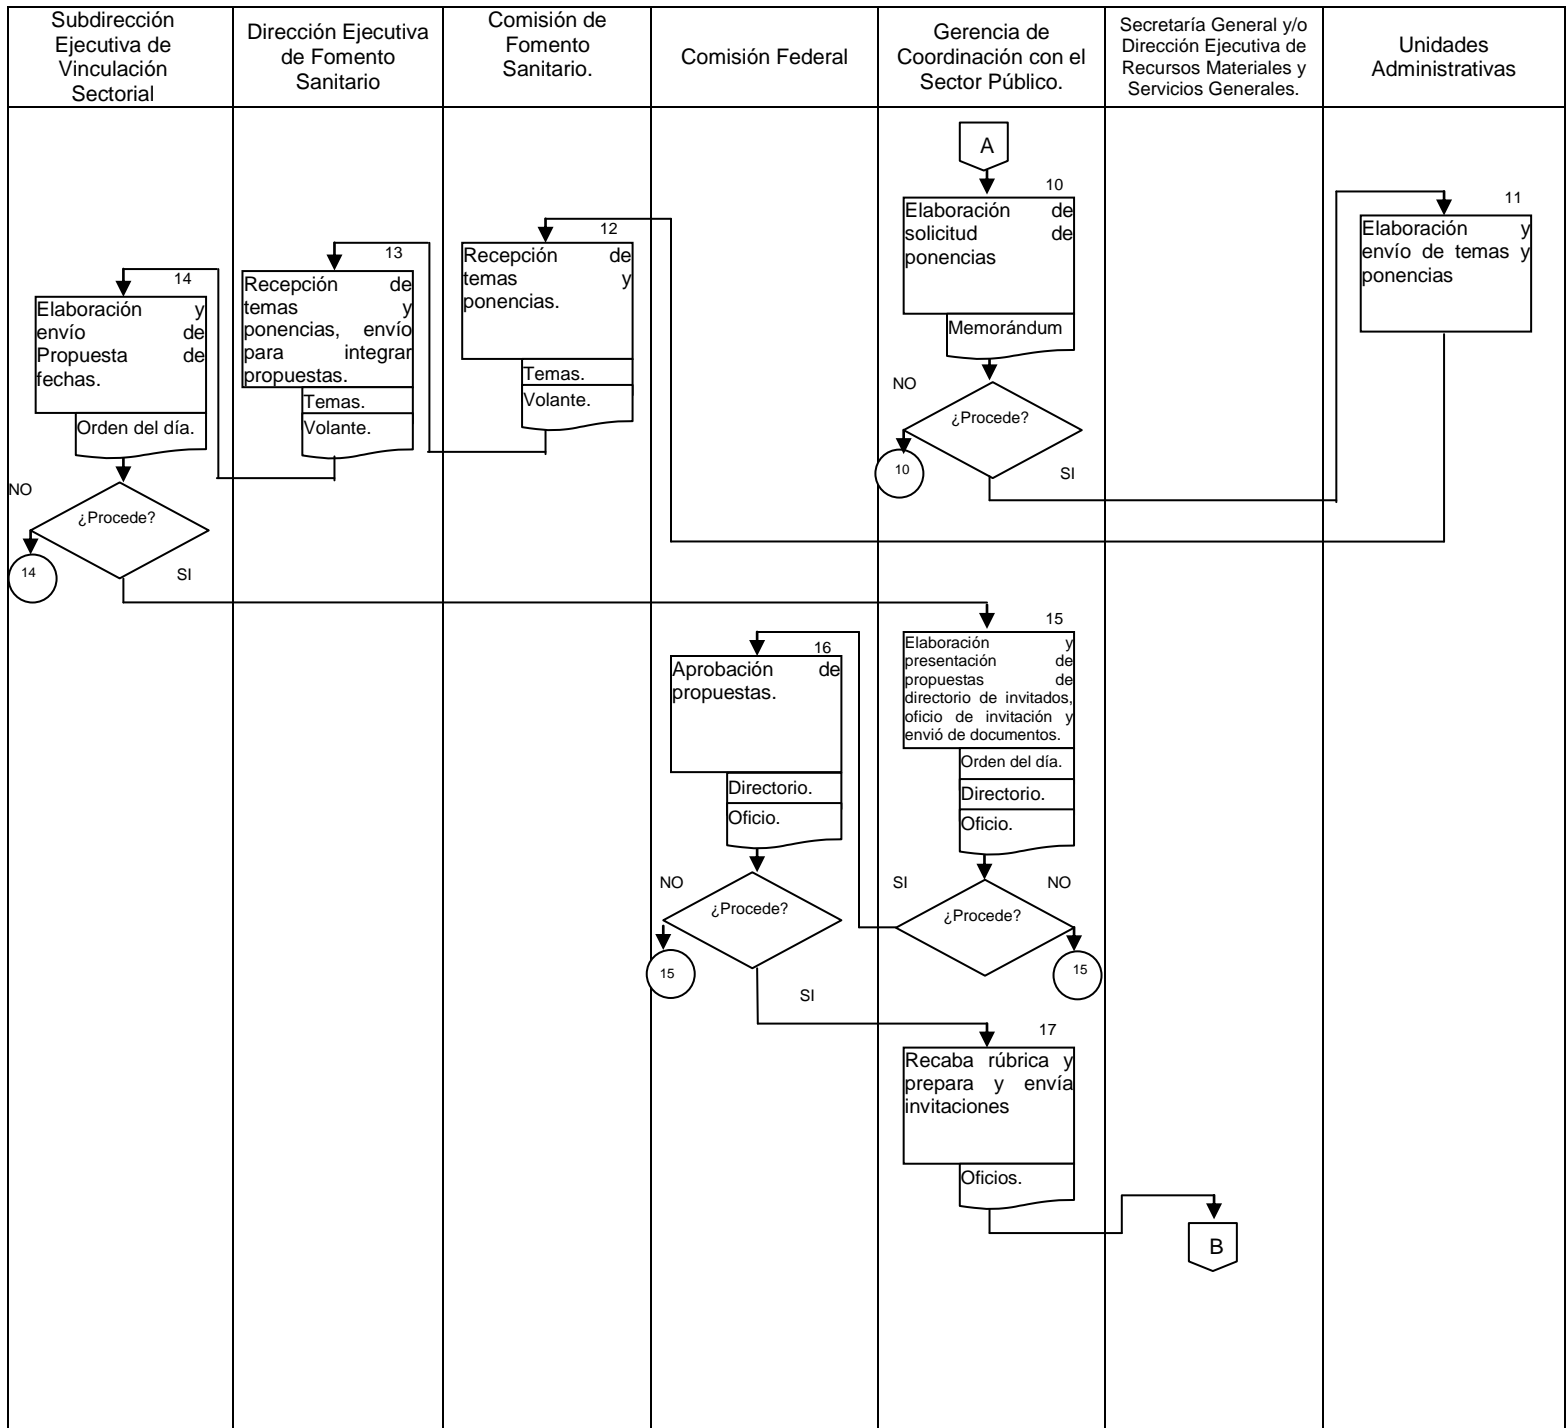 Subdirección
Ejecutiva de
Vinculación
Sectorial
Dirección Ejecutiva
de Fomento
Sanitario
Comisión de
Fomento
Sanitario.
Comisión Federal
Gerencia de
Coordinación con el
Sector Público.
Secretaría General y/o
Dirección Ejecutiva de
Recursos Materiales y
Servicios Generales.
Unidades
Administrativas
A
10
Elaboración de
solicitud de
ponencias
Memorándum
¿Procede?
NO
10
SI
11
Elaboración y
envío de temas y
ponencias
12
Recepción de
temas y
ponencias.
Temas.
Volante.
13
Recepción de
temas y
ponencias, envío
para integrar
propuestas.
Temas.
Volante.
14
Elaboración y
envío de
Propuesta de
fechas.
Orden del día.
NO
¿Procede?
14
SI
15
Elaboración y
presentación de
propuestas de
directorio de invitados,
oficio de invitación y
envió de documentos.
Orden del día.
Directorio.
Oficio.
SI
NO
¿Procede?
15
16
Aprobación de
propuestas.
Directorio.
Oficio.
NO
¿Procede?
15
SI
17
Recaba rúbrica y
prepara y envía
invitaciones
Oficios.
B